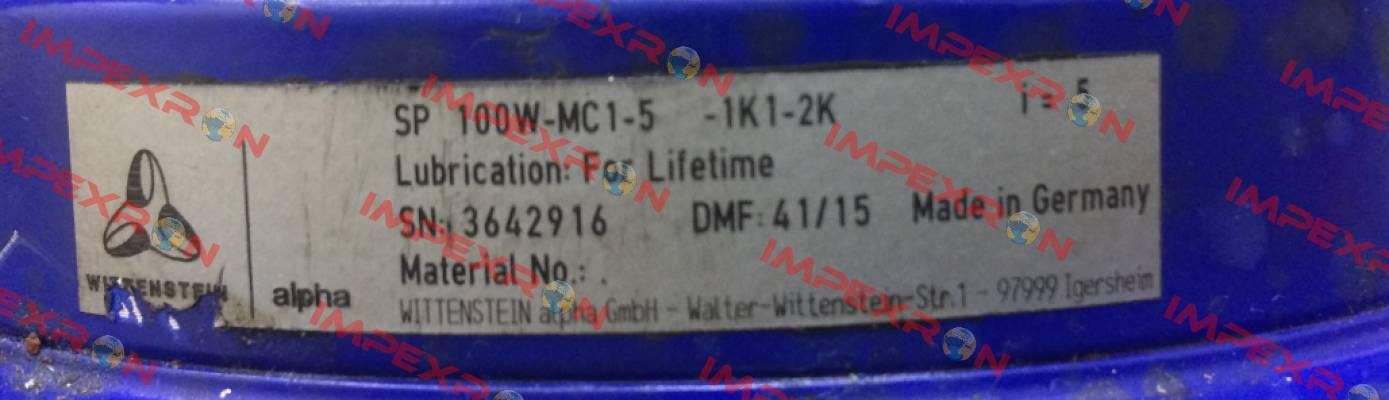 SP 100W-MC1-5 -1K1-2K i = 5
Lubrication: For Lifetime
SN: 3642916 DMF: 41/15 Made in Germany
Material No.: .
WITTENSTEIN alpha GmbH - Walter-Wittenstein-Str.1 - 97999 Igersheim
WITTENSTEIN
alpha
IMPEXRON